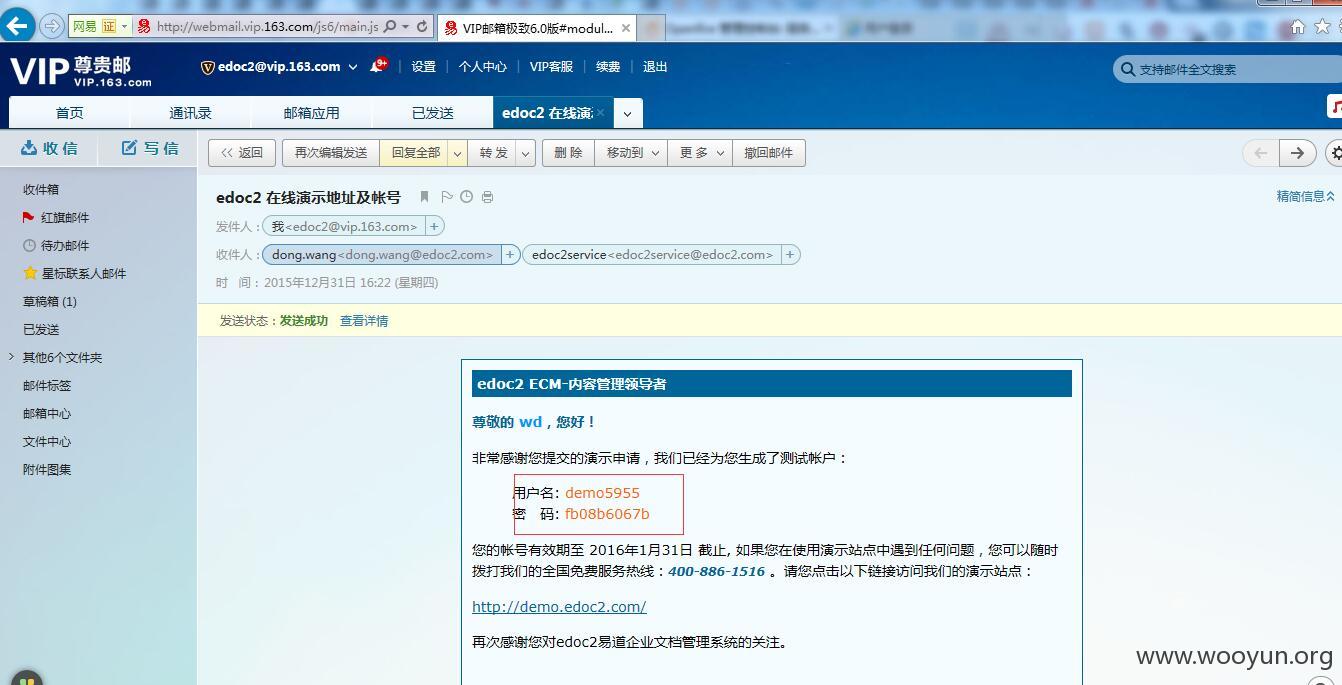 网易 证 http://webmail.vip.163.com/js6/main.js
VIP邮箱极致6.0版#modul...
VIP 尊贵邮
VIP.163.com
edoc2@vip.163.com 9+ 设置 个人中心 VIP客服 续费 退出
支持邮件全文搜索
首页 通讯录 邮箱应用 已发送 edoc2 在线演
收信 写信
<< 返回 再次编辑发送 回复全部 转发 删除 移动到 更多 撤回邮件
收件箱
红旗邮件
待办邮件
星标联系人邮件
草稿箱 (1)
已发送
其他6个文件夹
邮件标签
邮箱中心
文件中心
附件图集
edoc2 在线演示地址及帐号
精简信息
发件人：我<edoc2@vip.163.com> +
收件人：dong.wang<dong.wang@edoc2.com> + edoc2service<edoc2service@edoc2.com> +
时 间：2015年12月31日 16:22 (星期四)
发送状态：发送成功 查看详情
edoc2 ECM-内容管理领导者
尊敬的 wd，您好！
非常感谢您提交的演示申请，我们已经为您生成了测试帐户：
用户名: demo5955
密 码: fb08b6067b
您的帐号有效期至 2016年1月31日 截止, 如果您在使用演示站点中遇到任何问题，您可以随时
拨打我们的全国免费服务热线：400-886-1516 。请您点击以下链接访问我们的演示站点：
http://demo.edoc2.com/
再次感谢您对edoc2易道企业文档管理系统的关注。
www.wooyun.org